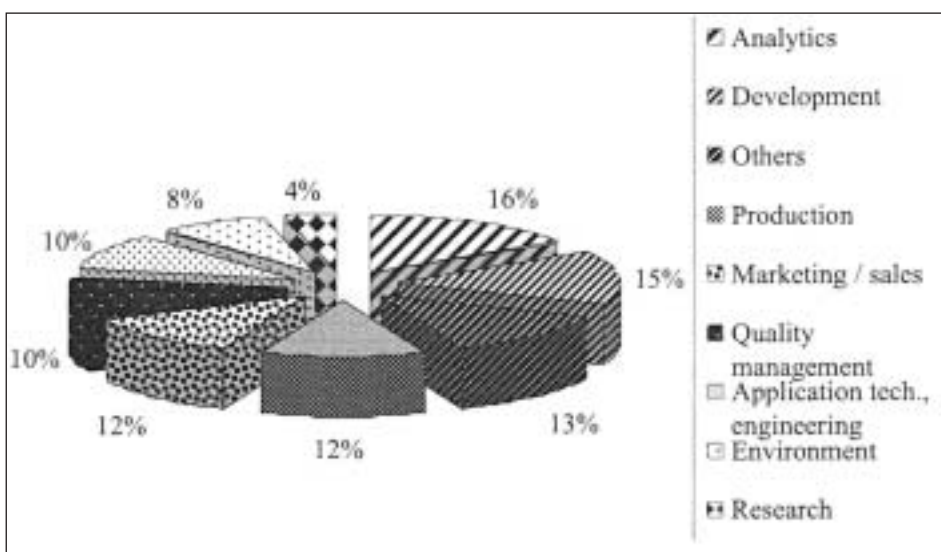 Analytics
Development
Others
Production
Marketing / sales
Quality
management
Application tech.,
engineering
Environment
Research
4%
16%
8%
10%
15%
10%
12%
12%
13%